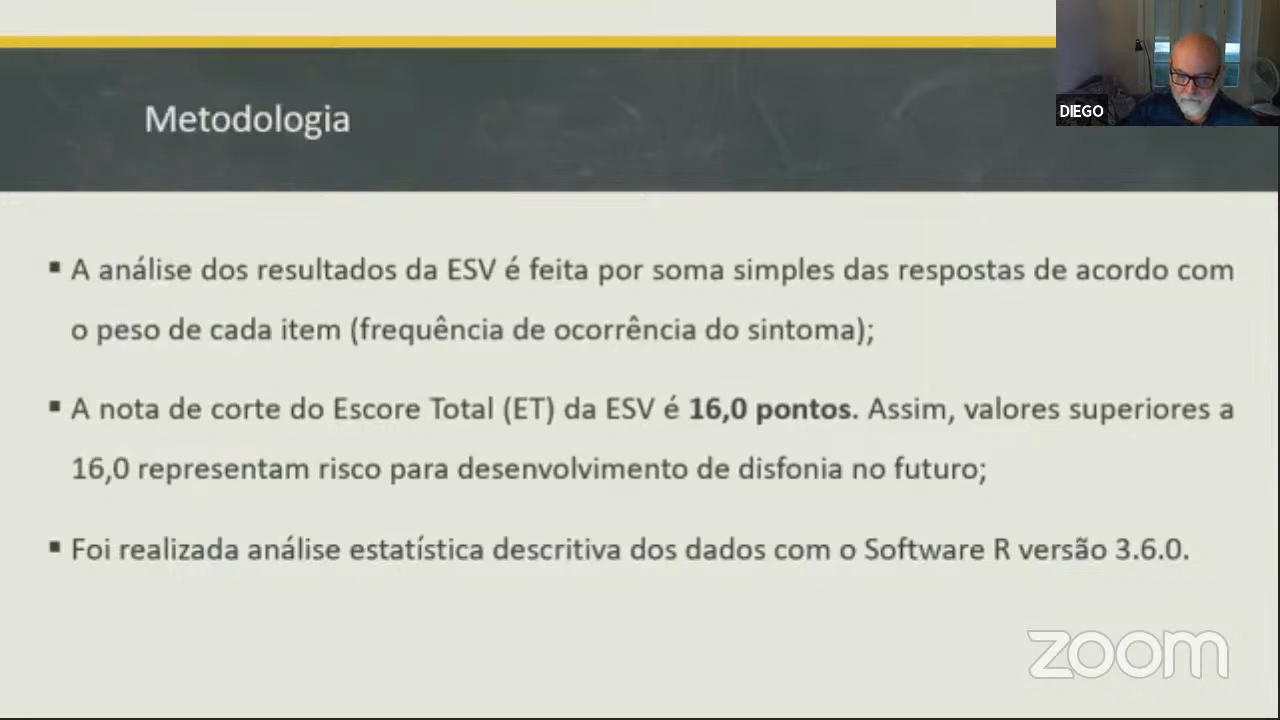 Metodologia
DIEGO
▪ A análise dos resultados da ESV é feita por soma simples das respostas de acordo com
o peso de cada item (frequência de ocorrência do sintoma);
▪ A nota de corte do Escore Total (ET) da ESV é 16,0 pontos. Assim, valores superiores a
16,0 representam risco para desenvolvimento de disfonia no futuro;
▪ Foi realizada análise estatística descritiva dos dados com o Software R versão 3.6.0.
zoom